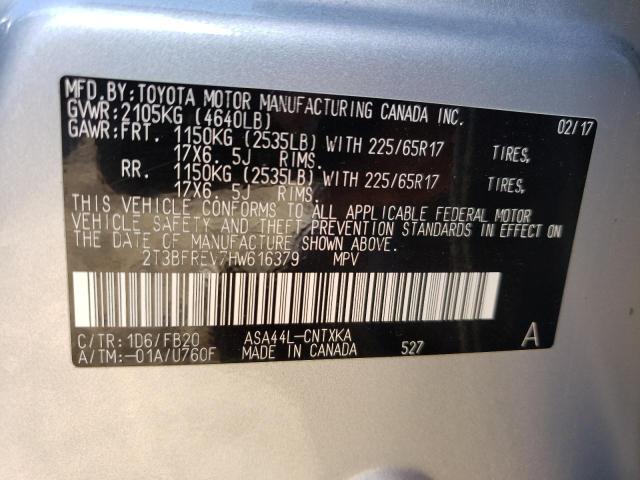 MFD.BY:TOYOTA MOTOR MANUFACTURING CANADA INC.
GVWR:2105KG (4640LB) 02/17
GAWR:FRT. 1150KG (2535LB) WITH 225/65R17 TIRES,
17X6. 5J RIMS.
RR. 1150KG (2535LB) WITH 225/65R17 TIRES,
17X6. 5J RIMS.
THIS VEHICLE CONFORMS TO ALL APPLICABLE FEDERAL MOTOR
VEHICLE SAFETY AND THEFT PREVENTION STANDARDS IN EFFECT ON
THE DATE OF MANUFACTURE SHOWN ABOVE.
2T3BFREV7HW616379 MPV
C/TR: 1D6/FB20 ASA44L-CNTXKA
A/TM:-01A/U760F MADE IN CANADA 527 A